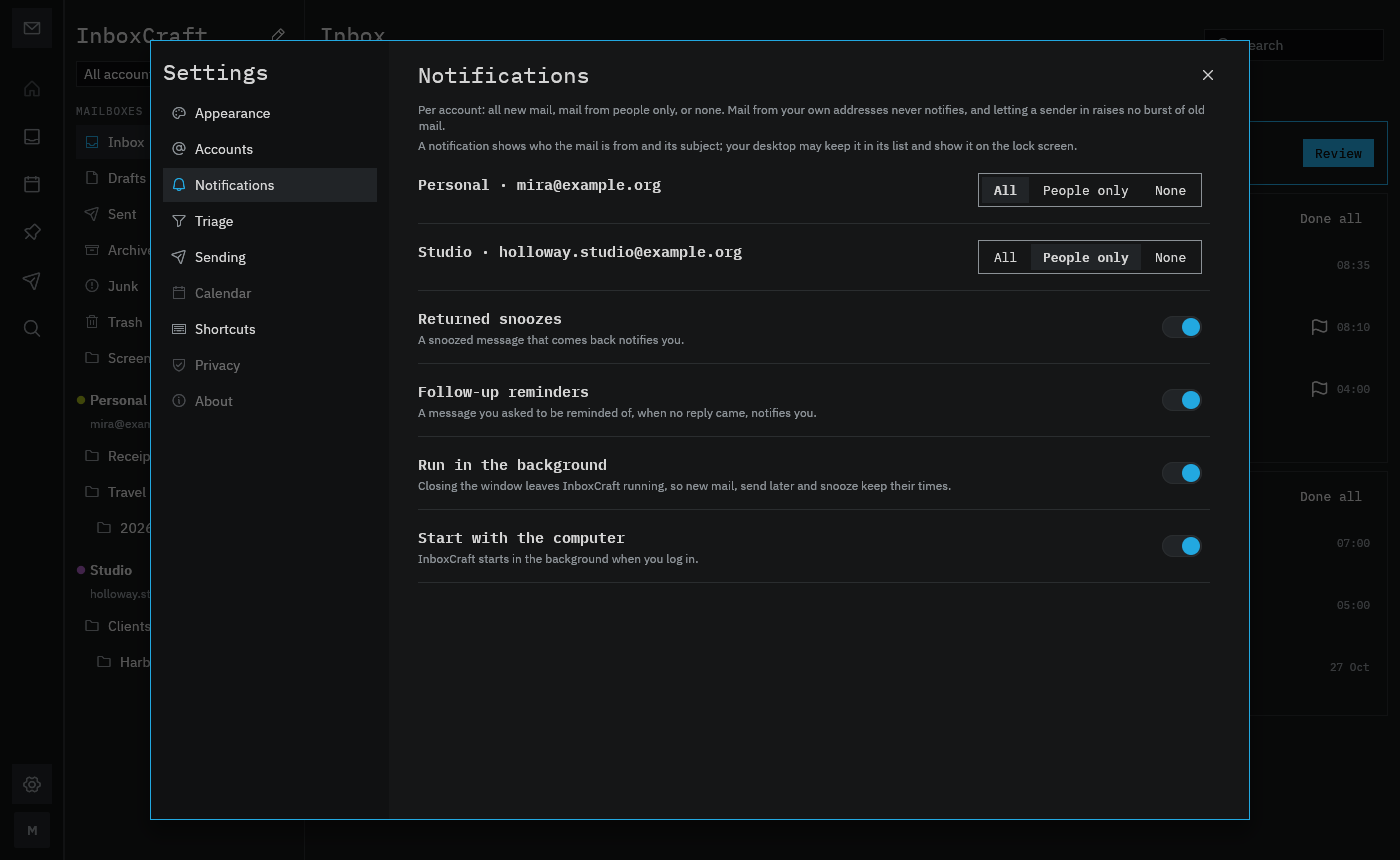 InboxCraft
Inbox
earch
All accoun
MAILBOXES
Inbox
Drafts
Sent
Archive
Junk
Trash
Screen
Personal
mira@exam
Receip
Travel
2026
Studio
holloway.st
Clients
Harb
M
Settings
Appearance
Accounts
Notifications
Triage
Sending
Calendar
Shortcuts
Privacy
About
Notifications
Per account: all new mail, mail from people only, or none. Mail from your own addresses never notifies, and letting a sender in raises no burst of old
mail.
A notification shows who the mail is from and its subject; your desktop may keep it in its list and show it on the lock screen.
Personal · mira@example.org
All People only None
Studio · holloway.studio@example.org
All People only None
Returned snoozes
A snoozed message that comes back notifies you.
Follow-up reminders
A message you asked to be reminded of, when no reply came, notifies you.
Run in the background
Closing the window leaves InboxCraft running, so new mail, send later and snooze keep their times.
Start with the computer
InboxCraft starts in the background when you log in.
Review
Done all
08:35
08:10
04:00
Done all
07:00
05:00
27 Oct